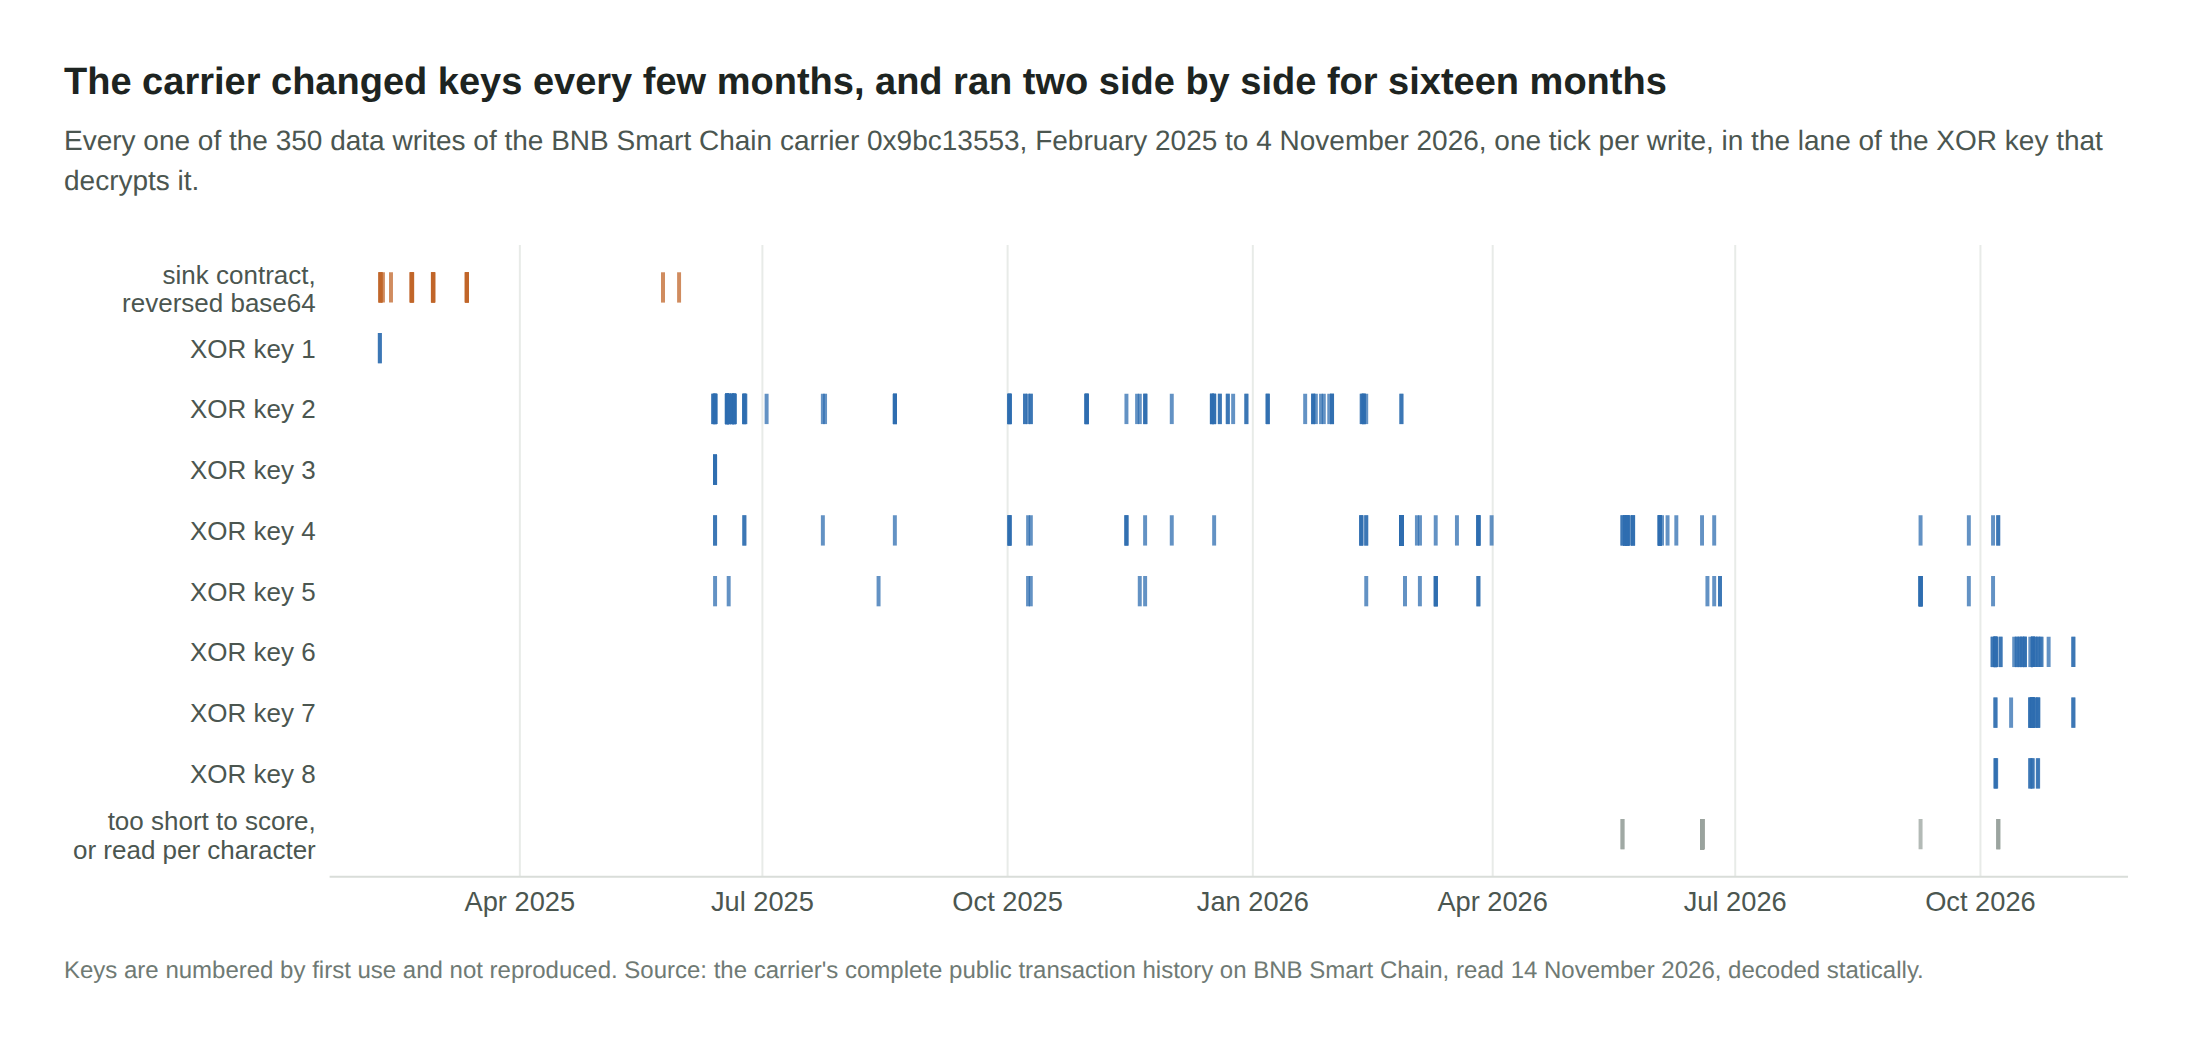 The carrier changed keys every few months, and ran two side by side for sixteen months
Every one of the 350 data writes of the BNB Smart Chain carrier 0x9bc13553, February 2025 to 4 November 2026, one tick per write, in the lane of the XOR key that
decrypts it.
sink contract,
reversed base64
XOR key 1
XOR key 2
XOR key 3
XOR key 4
XOR key 5
XOR key 6
XOR key 7
XOR key 8
too short to score,
or read per character
Apr 2025
Jul 2025
Oct 2025
Jan 2026
Apr 2026
Jul 2026
Oct 2026
Keys are numbered by first use and not reproduced. Source: the carrier's complete public transaction history on BNB Smart Chain, read 14 November 2026, decoded statically.